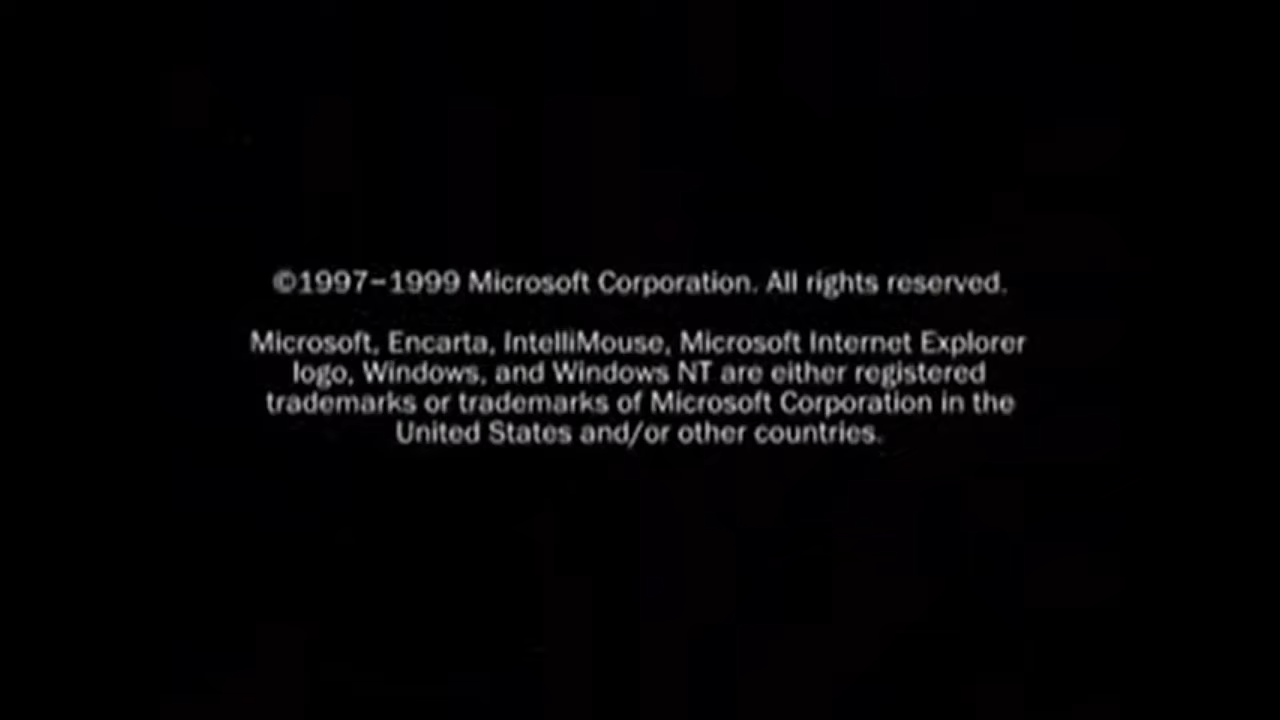 ©1997–1999 Microsoft Corporation. All rights reserved.
Microsoft, Encarta, IntelliMouse, Microsoft Internet Explorer
logo, Windows, and Windows NT are either registered
trademarks or trademarks of Microsoft Corporation in the
United States and/or other countries.